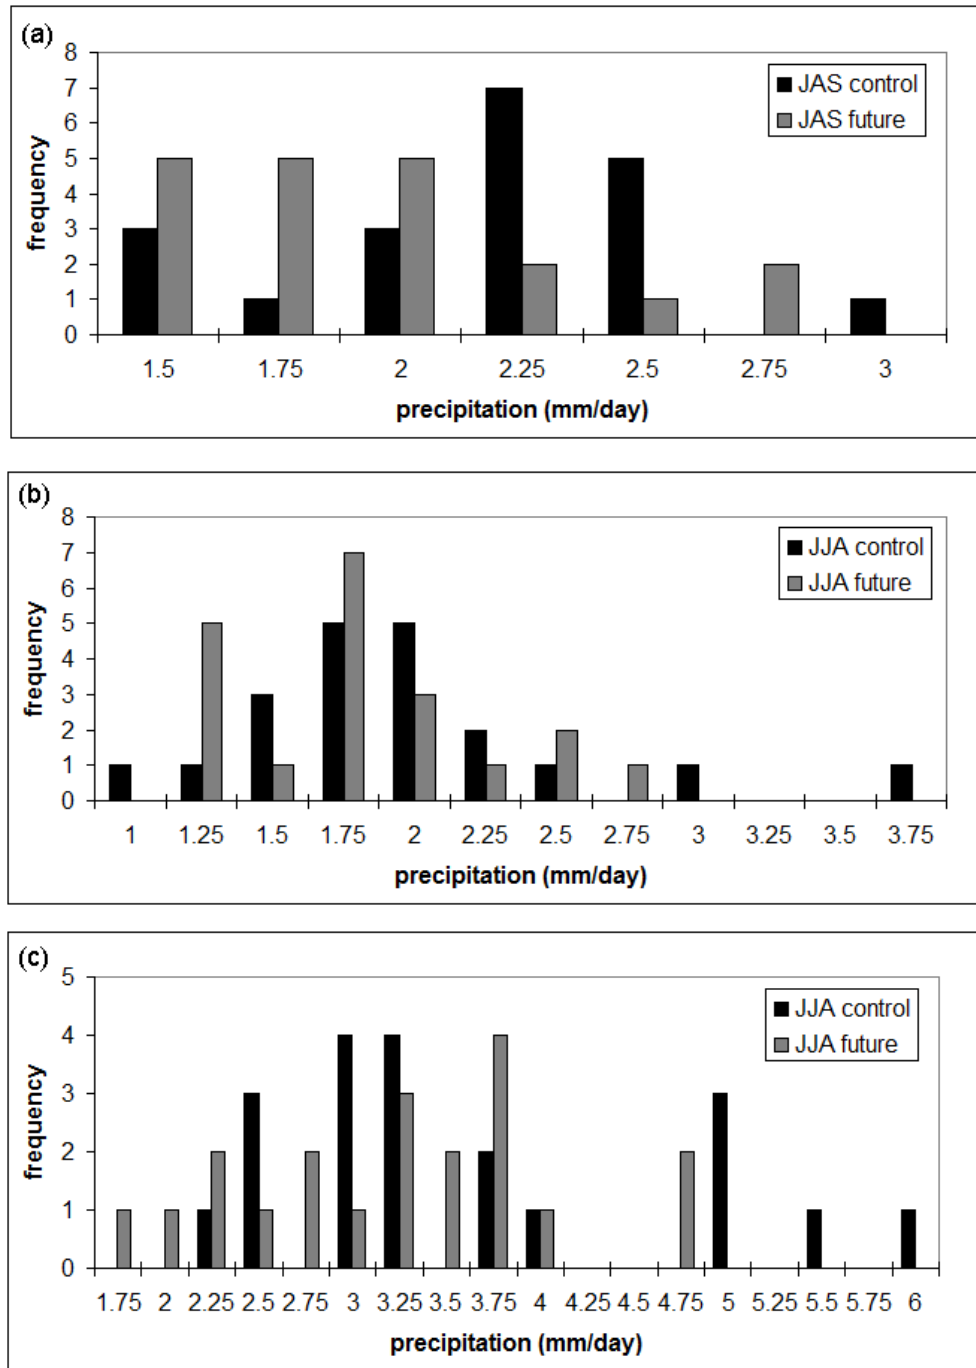 (a)
8
7
6
5
4
3
2
1
0
frequency
JAS control
JAS future
1.5 1.75 2 2.25 2.5 2.75 3
precipitation (mm/day)
(b)
8
7
6
5
4
3
2
1
0
frequency
JJA control
JJA future
1 1.25 1.5 1.75 2 2.25 2.5 2.75 3 3.25 3.5 3.75
precipitation (mm/day)
(c)
5
4
3
2
1
0
frequency
JJA control
JJA future
1.75 2 2.25 2.5 2.75 3 3.25 3.5 3.75 4 4.25 4.5 4.75 5 5.25 5.5 5.75 6
precipitation (mm/day)